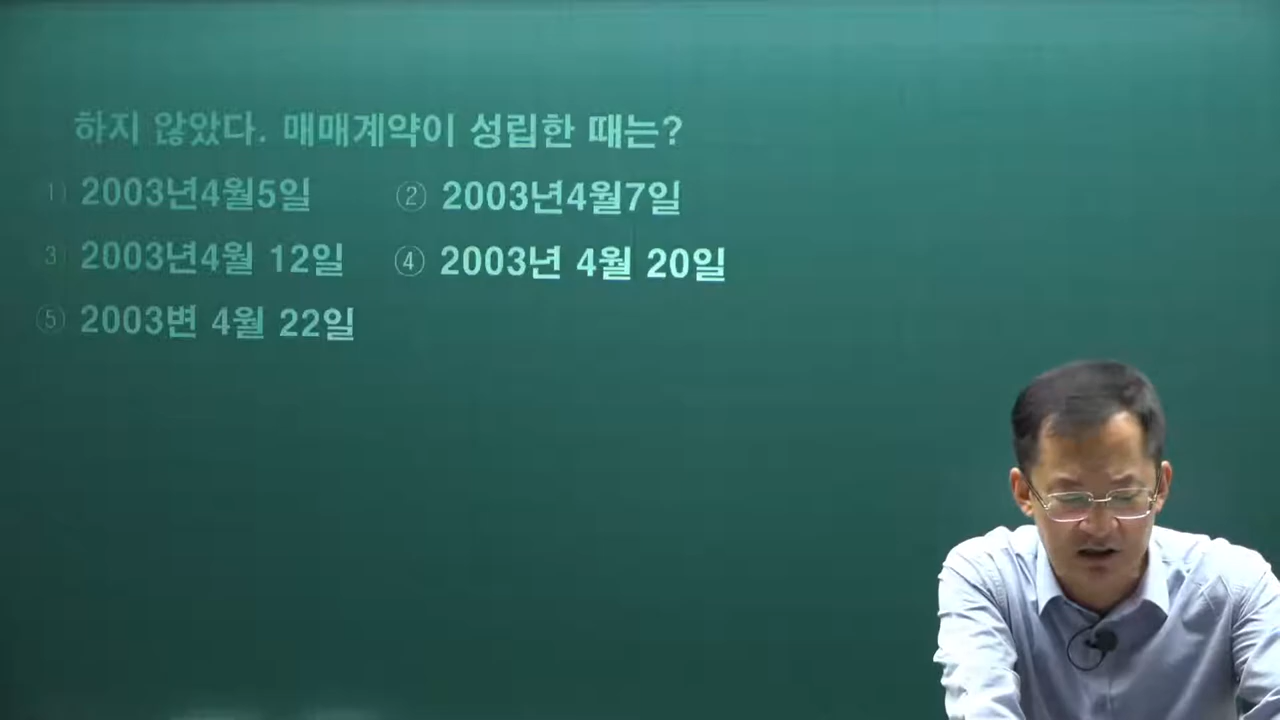 하지 않았다. 매매계약이 성립한 때는?
① 2003년4월5일 ② 2003년4월7일
③ 2003년4월 12일 ④ 2003년 4월 20일
⑤ 2003변 4월 22일